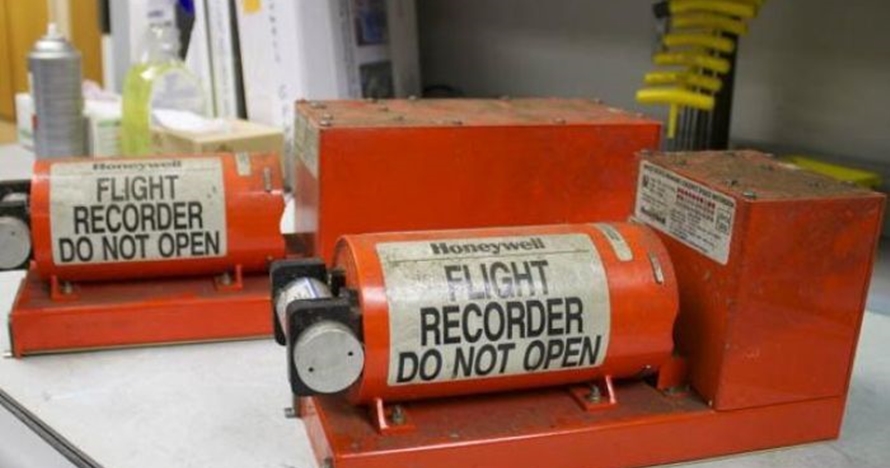 Honeywell
FLIGHT
RECORDER
DO NOT OPEN
Honeywell
FLIGHT
RECORDER
DO NOT OPEN